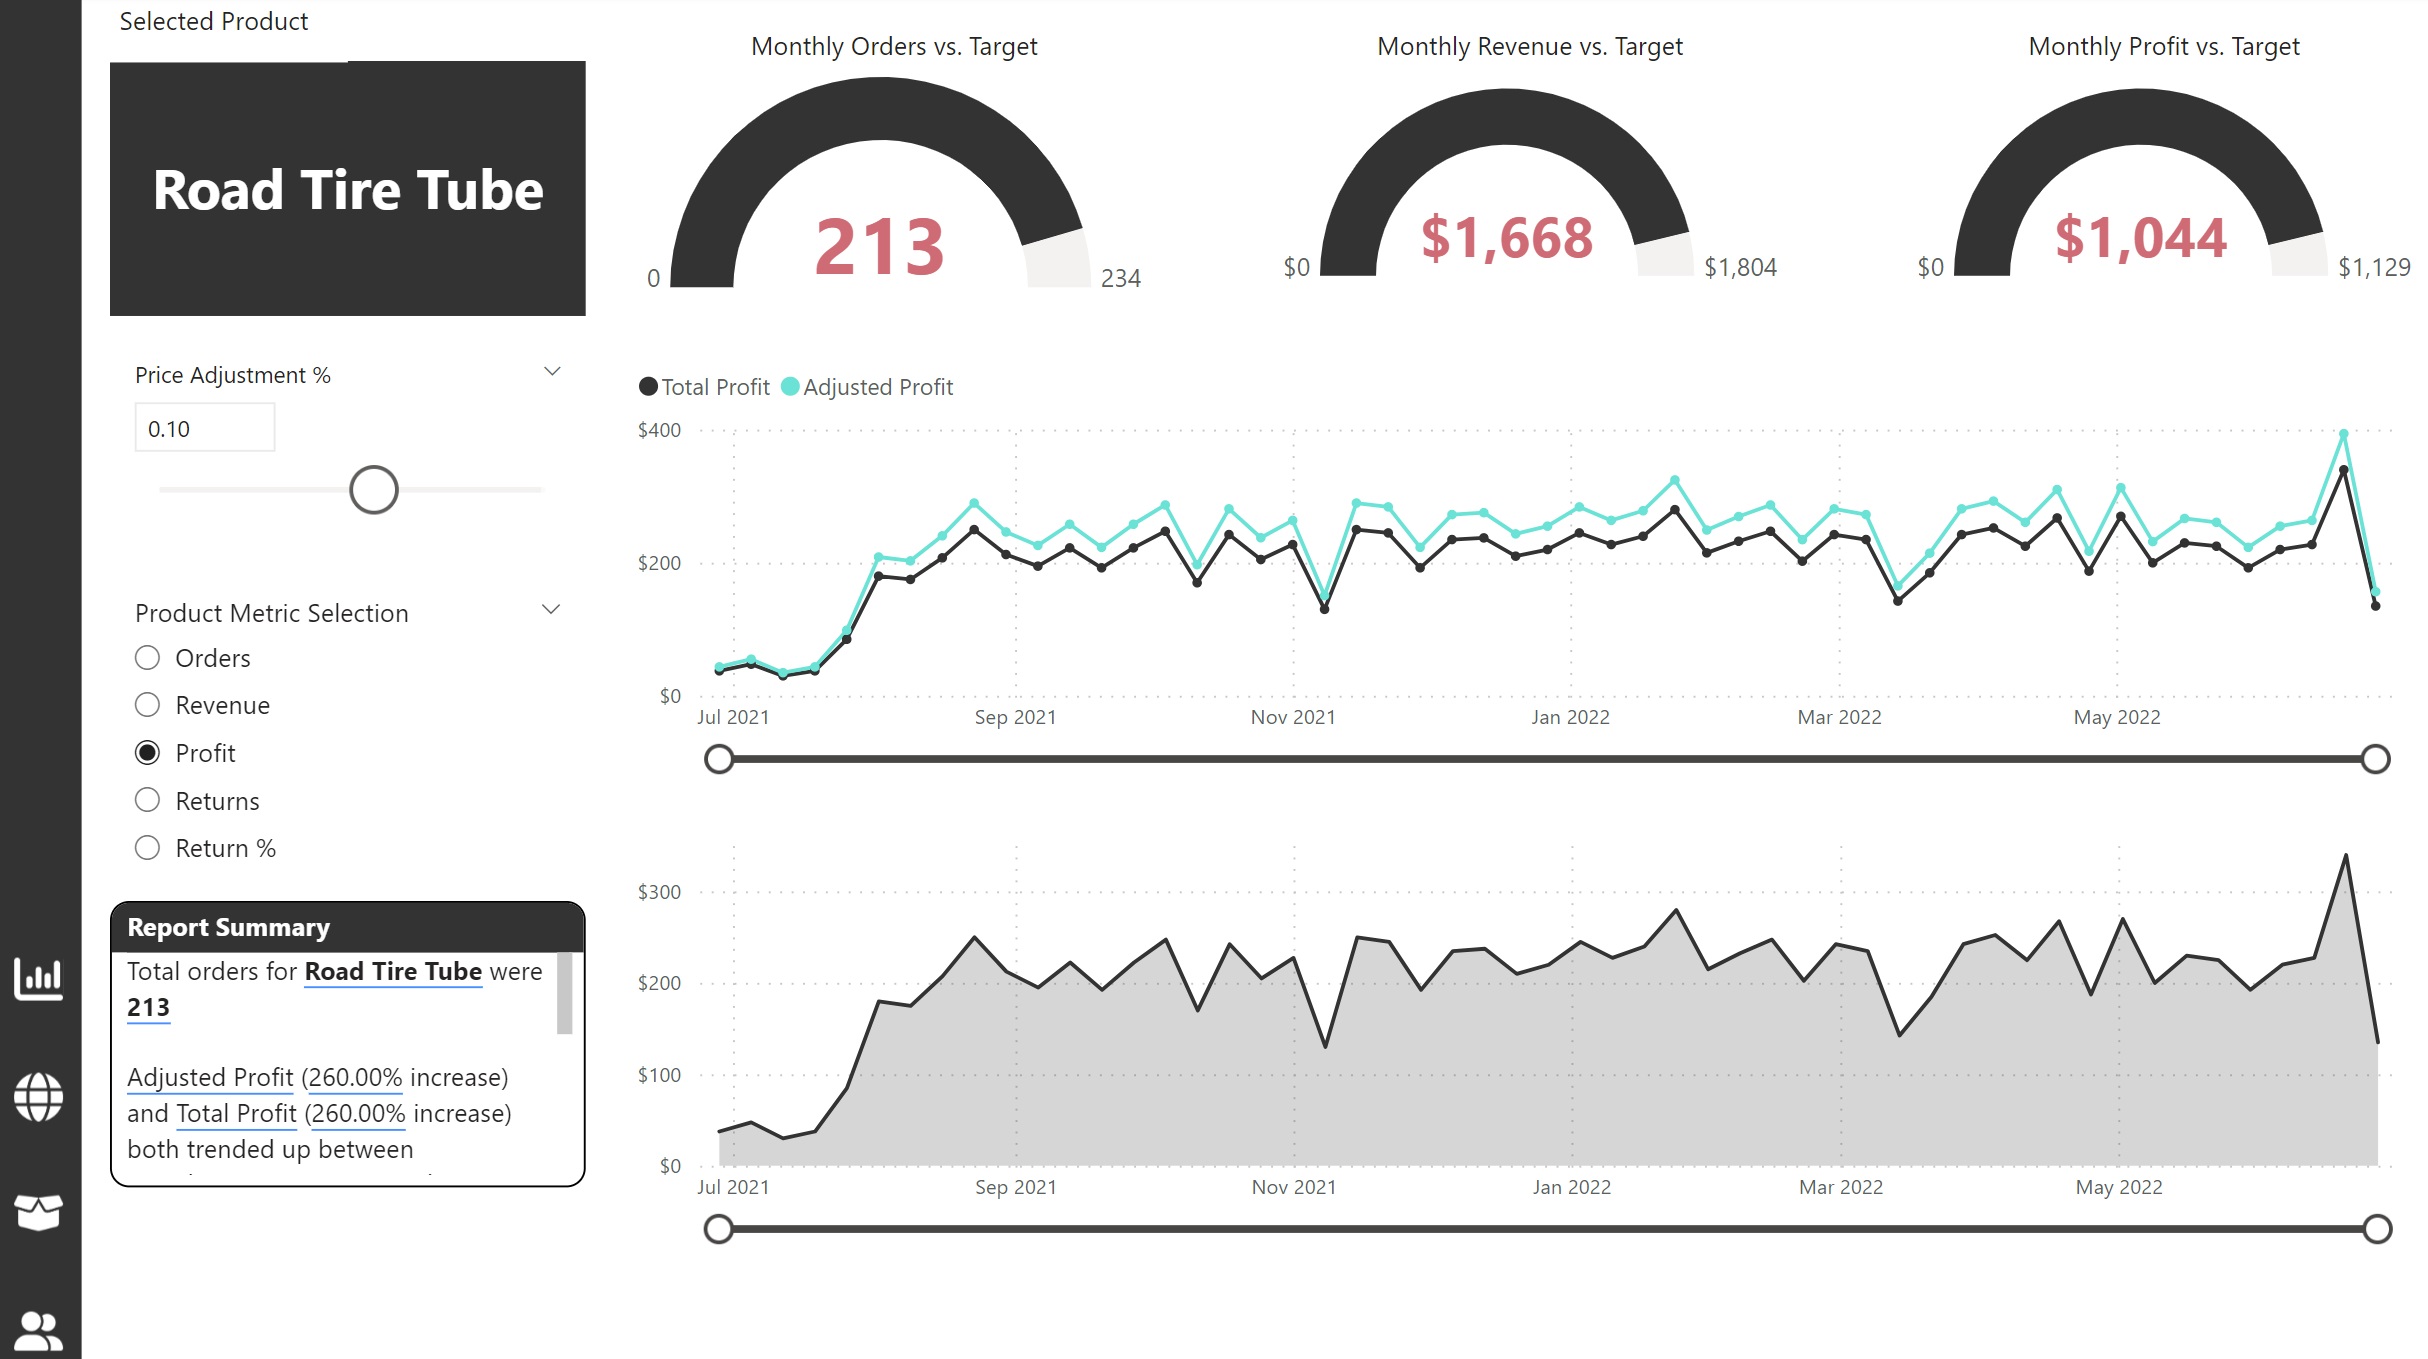 Selected Product
Road Tire Tube
Monthly Orders vs. Target
213
0
234
Monthly Revenue vs. Target
$1,668
$0
$1,804
Monthly Profit vs. Target
$1,044
$0
$1,129
Price Adjustment %
0.10
Product Metric Selection
Orders
Revenue
Profit
Returns
Return %
Report Summary
Total orders for Road Tire Tube were
213
Adjusted Profit (260.00% increase)
and Total Profit (260.00% increase)
both trended up between
Total Profit Adjusted Profit
$400
$200
$0
Jul 2021 Sep 2021 Nov 2021 Jan 2022 Mar 2022 May 2022
$300
$200
$100
$0
Jul 2021 Sep 2021 Nov 2021 Jan 2022 Mar 2022 May 2022